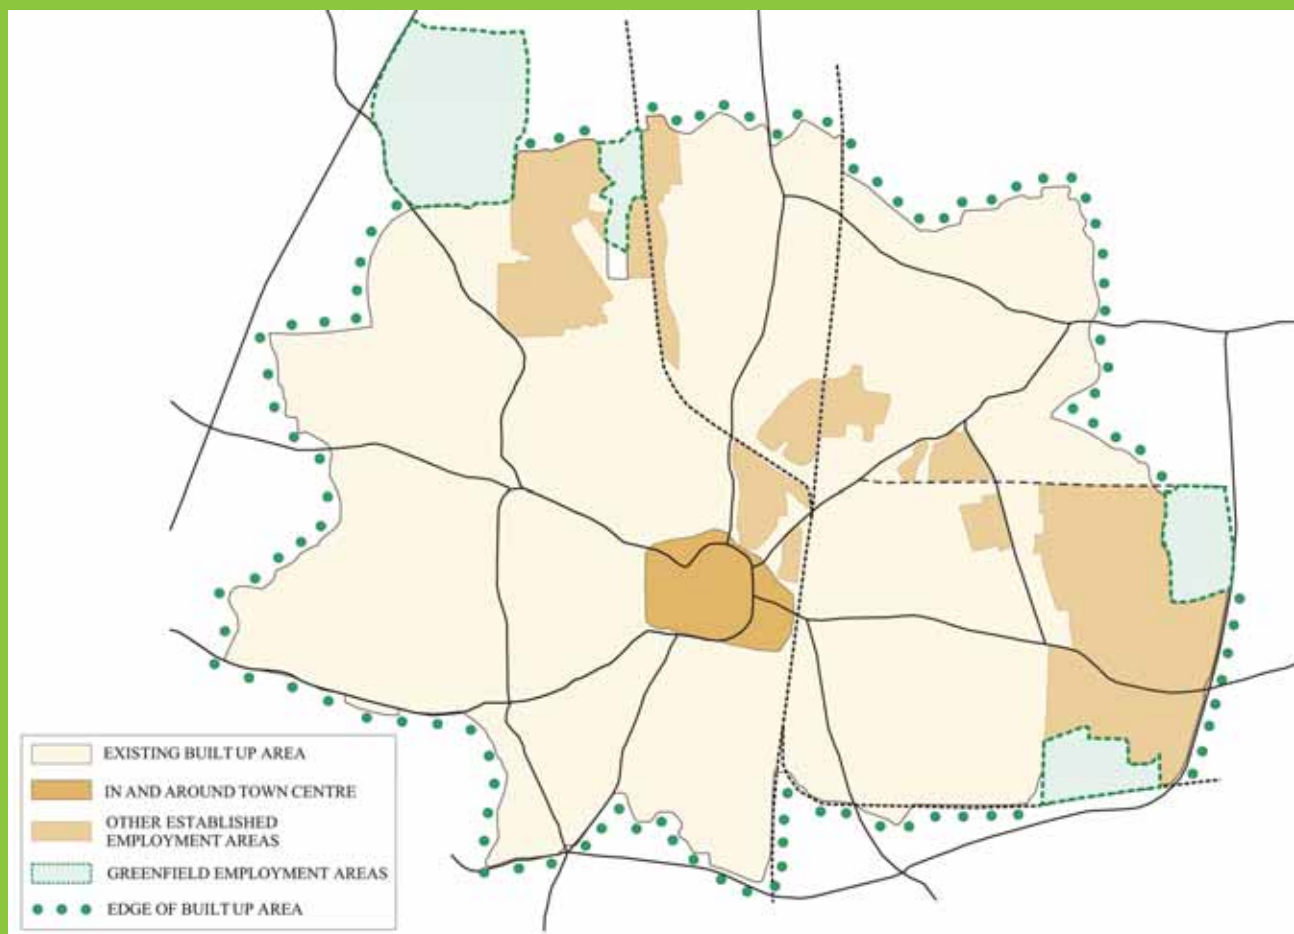 EXISTING BUILT UP AREA
IN AND AROUND TOWN CENTRE
OTHER ESTABLISHED
EMPLOYMENT AREAS
GREENFIELD EMPLOYMENT AREAS
EDGE OF BUILT UP AREA